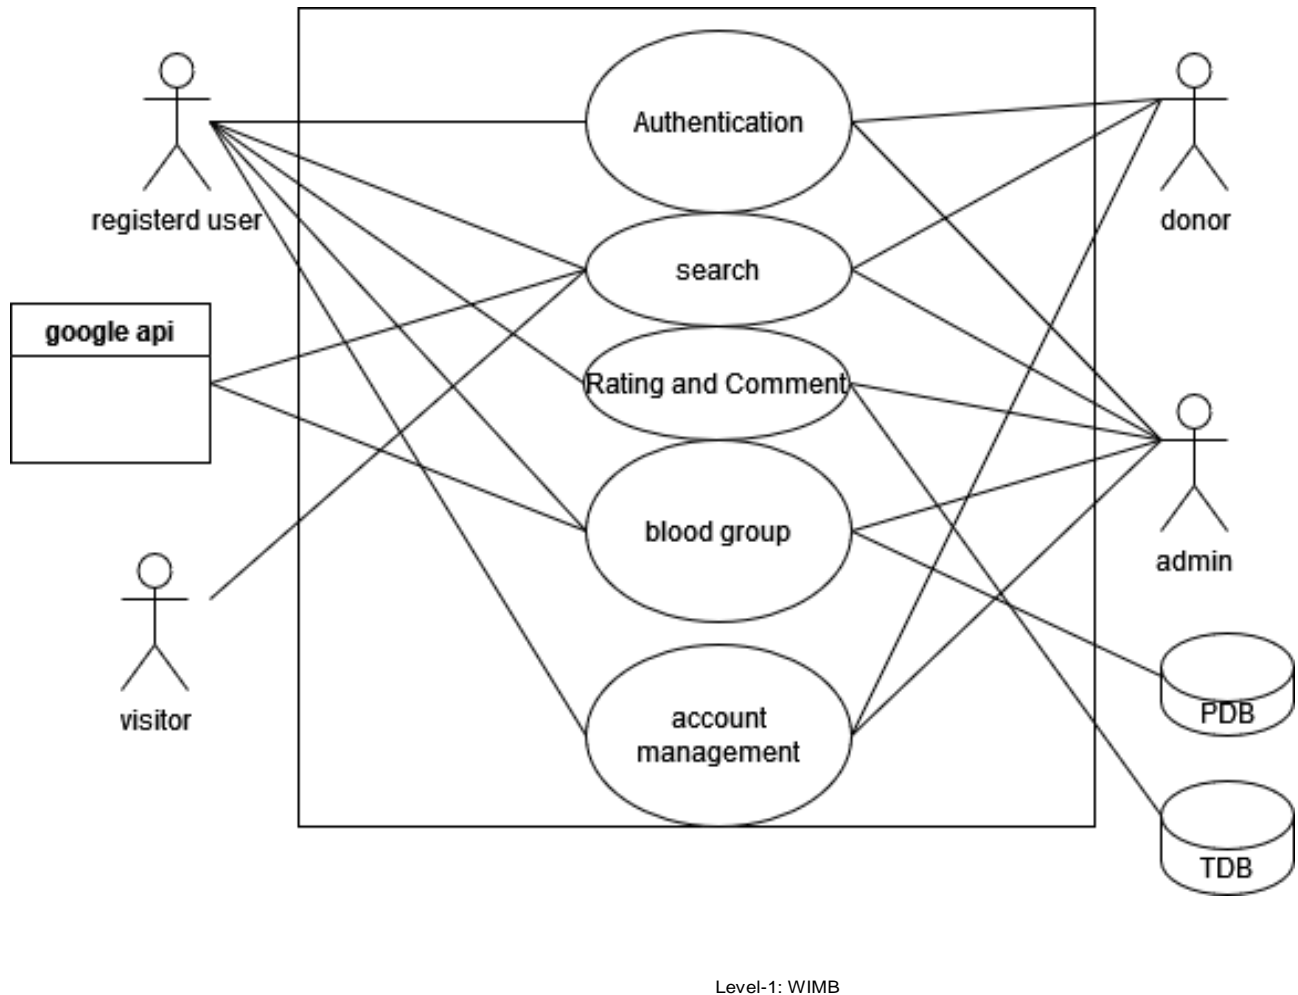 Authentication
registerd user
donor
search
google api
Rating and Comment
blood group
admin
visitor
account
management
PDB
TDB
Level-1: WIMB